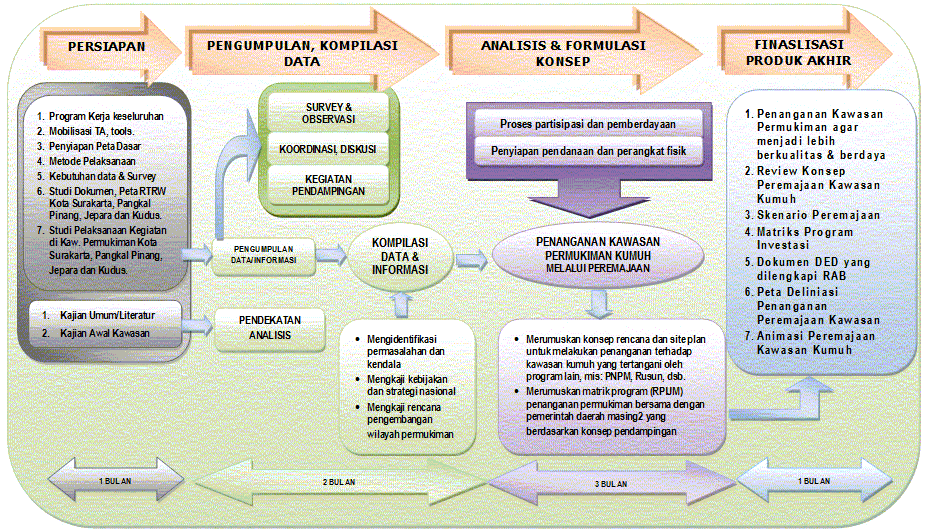 PERSIAPAN
PENGUMPULAN, KOMPILASI
DATA
ANALISIS & FORMULASI
KONSEP
FINASLISASI
PRODUK AKHIR
1. Program Kerja keseluruhan
2. Mobilisasi TA, tools.
3. Penyiapan Peta Dasar
4. Metode Pelaksanaan
5. Kebutuhan data & Survey
6. Studi Dokumen, Peta RTRW
Kota Surakarta, Pangkal
Pinang, Jepara dan Kudus.
7. Studi Pelaksanaan Kegiatan
di Kaw. Permukiman Kota
Surakarta, Pangkal Pinang,
Jepara dan Kudus.
1. Kajian Umum/Literatur
2. Kajian Awal Kawasan
SURVEY &
OBSERVASI
KOORDINASI, DISKUSI
KEGIATAN
PENDAMPINGAN
PENGUMPULAN
DATA/INFORMASI
PENDEKATAN
ANALISIS
KOMPILASI
DATA &
INFORMASI
• Mengidentifikasi
permasalahan dan
kendala
• Mengkaji kebijakan
dan strategi nasional
• Mengkaji rencana
pengembangan
wilayah permukiman
Proses partisipasi dan pemberdayaan
Penyiapan pendanaan dan perangkat fisik
PENANGANAN KAWASAN
PERMUKIMAN KUMUH
MELALUI PEREMAJAAN
• Merumuskan konsep rencana dan site plan
untuk melakukan penanganan terhadap
kawasan kumuh yang tertangani oleh
program lain, mis: PNPM, Rusun, dsb.
• Merumuskan matrik program (RPIJM)
penanganan permukiman bersama dengan
pemerintah daerah masing2 yang
berdasarkan konsep pendampingan
1. Penanganan Kawasan
Permukiman agar
menjadi lebih
berkualitas & berdaya
2. Review Konsep
Peremajaan Kawasan
Kumuh
3. Skenario Peremajaan
4. Matriks Program
Investasi
5. Dokumen DED yang
dilengkapi RAB
6. Peta Deliniasi
Penanganan
Peremajaan Kawasan
7. Animasi Peremajaan
Kawasan Kumuh
1 BULAN
2 BULAN
3 BULAN
1 BULAN